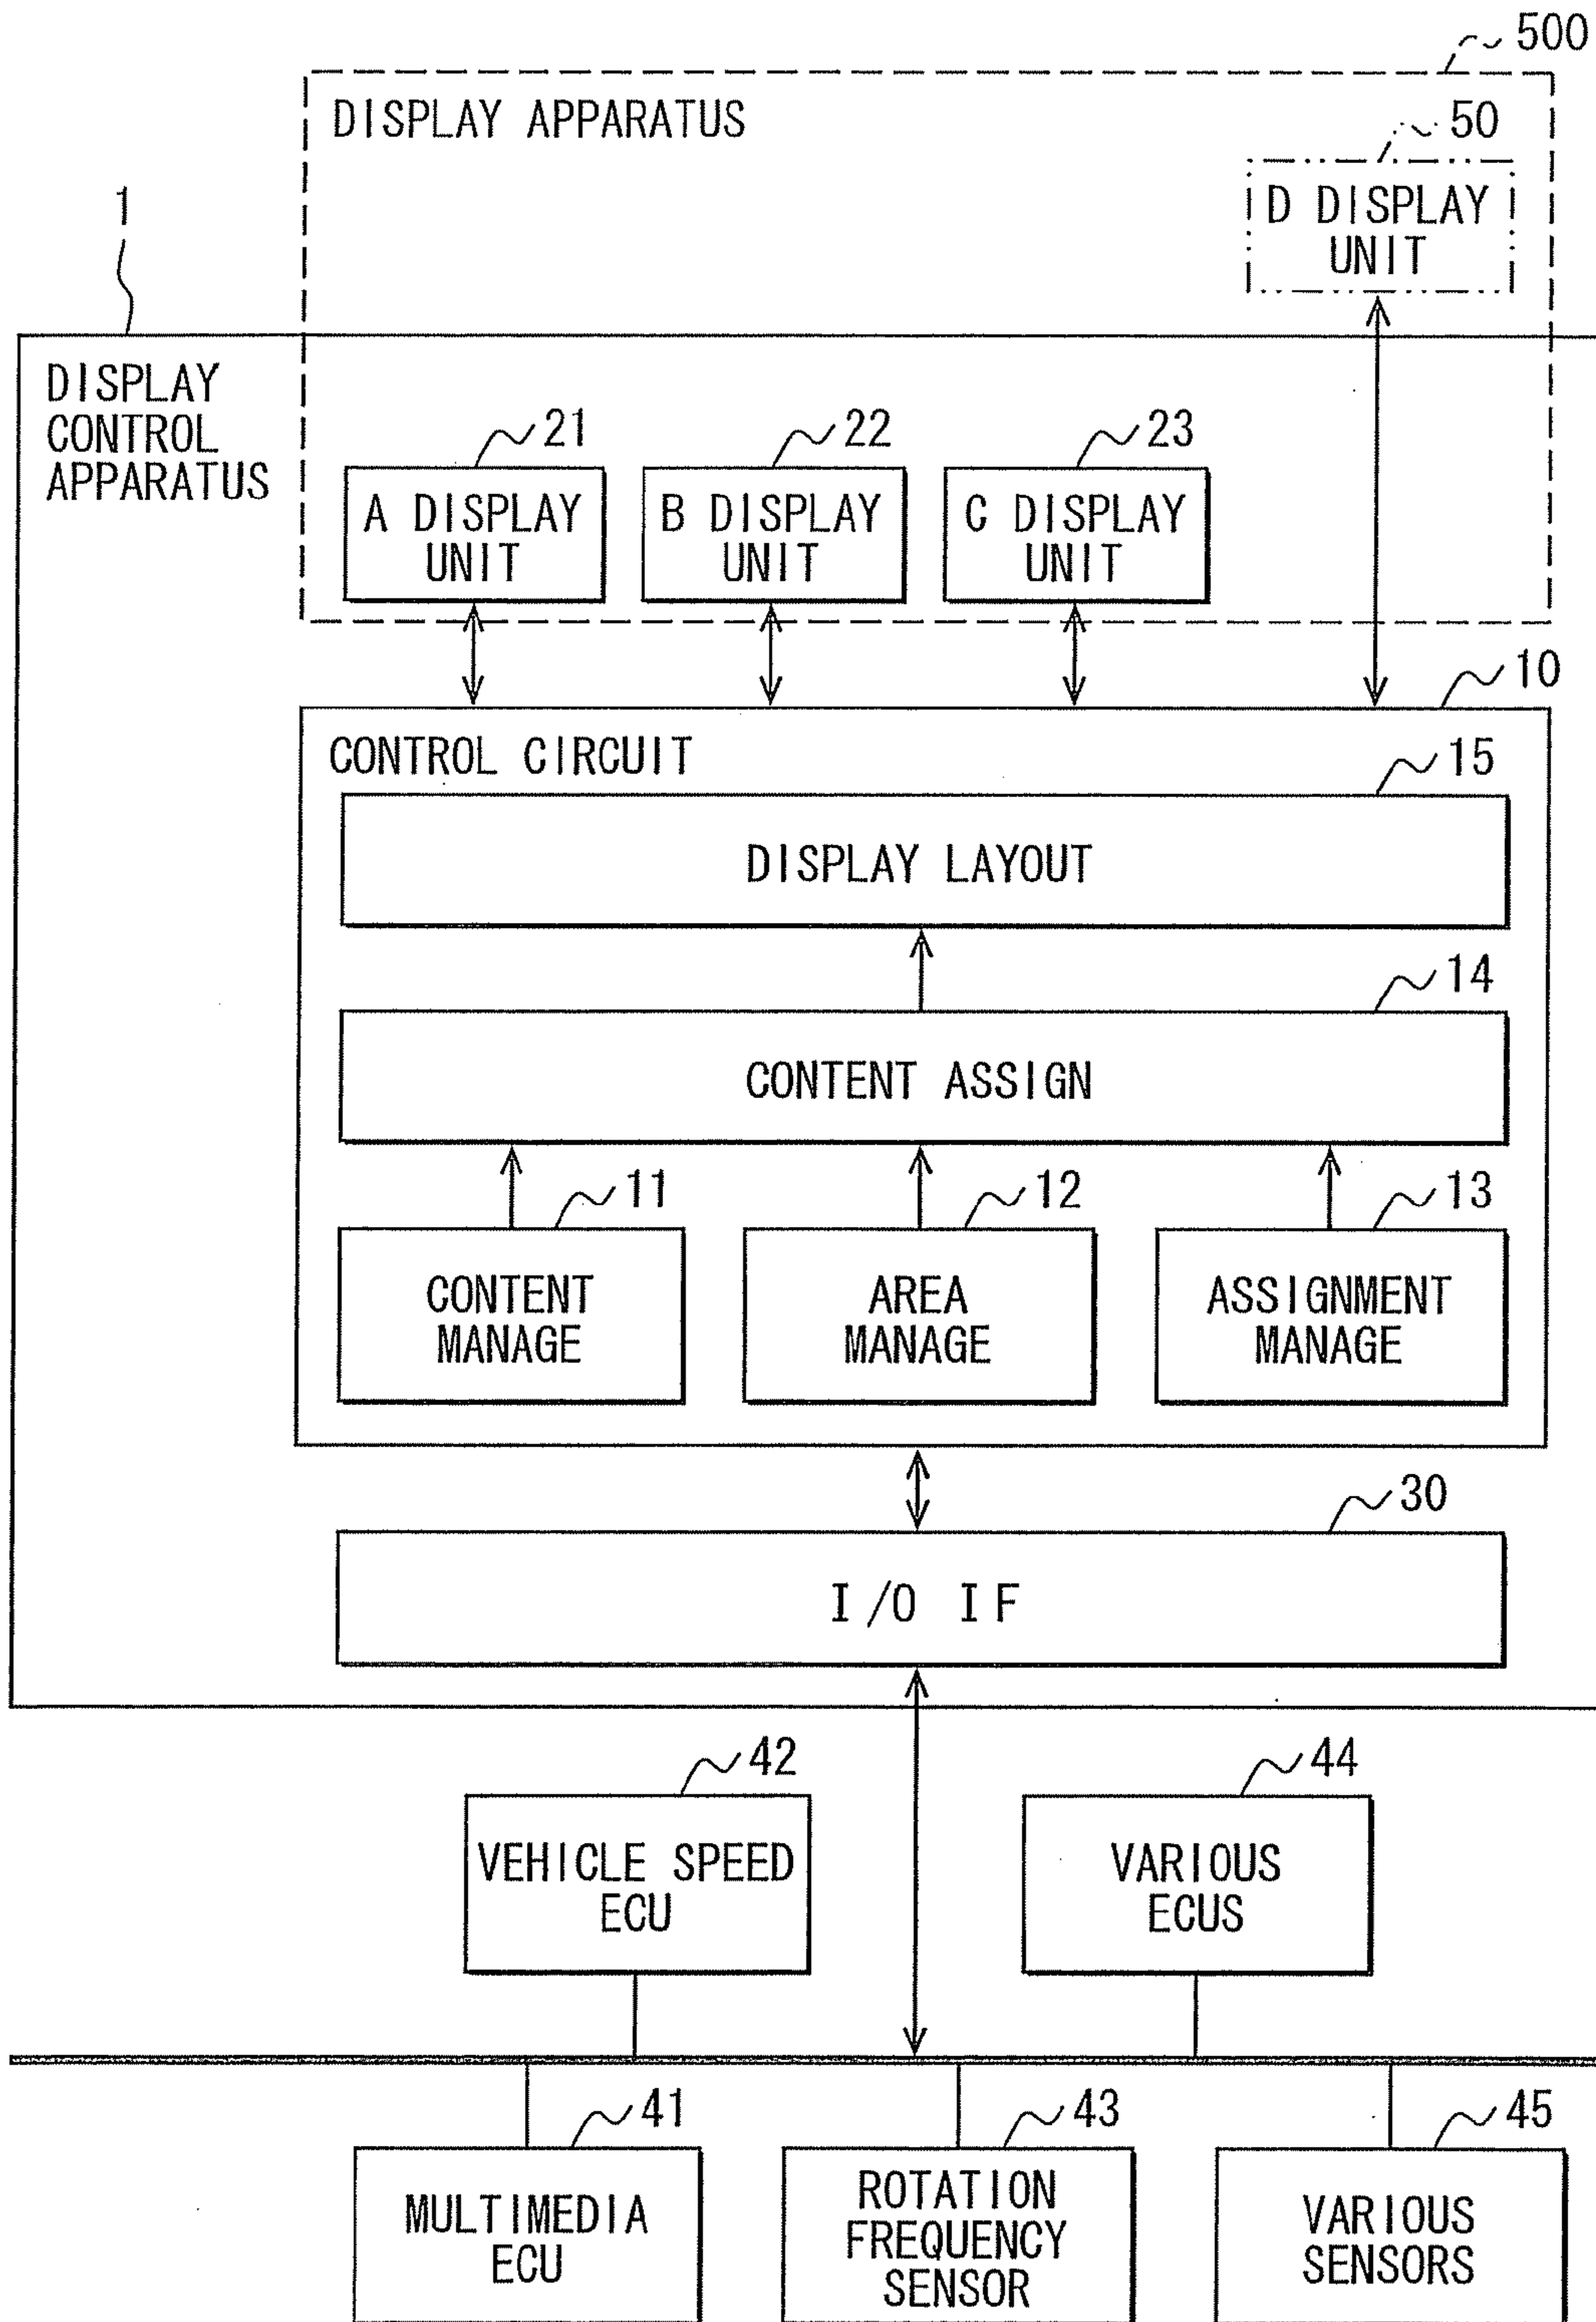 500
DISPLAY APPARATUS
50
D DISPLAY
UNIT
1
DISPLAY
CONTROL
APPARATUS
21
22
23
A DISPLAY
UNIT
B DISPLAY
UNIT
C DISPLAY
UNIT
10
CONTROL CIRCUIT
15
DISPLAY LAYOUT
14
CONTENT ASSIGN
11
12
13
CONTENT
MANAGE
AREA
MANAGE
ASSIGNMENT
MANAGE
30
I/O IF
42
44
VEHICLE SPEED
ECU
VARIOUS
ECUS
41
43
45
MULTIMEDIA
ECU
ROTATION
FREQUENCY
SENSOR
VARIOUS
SENSORS